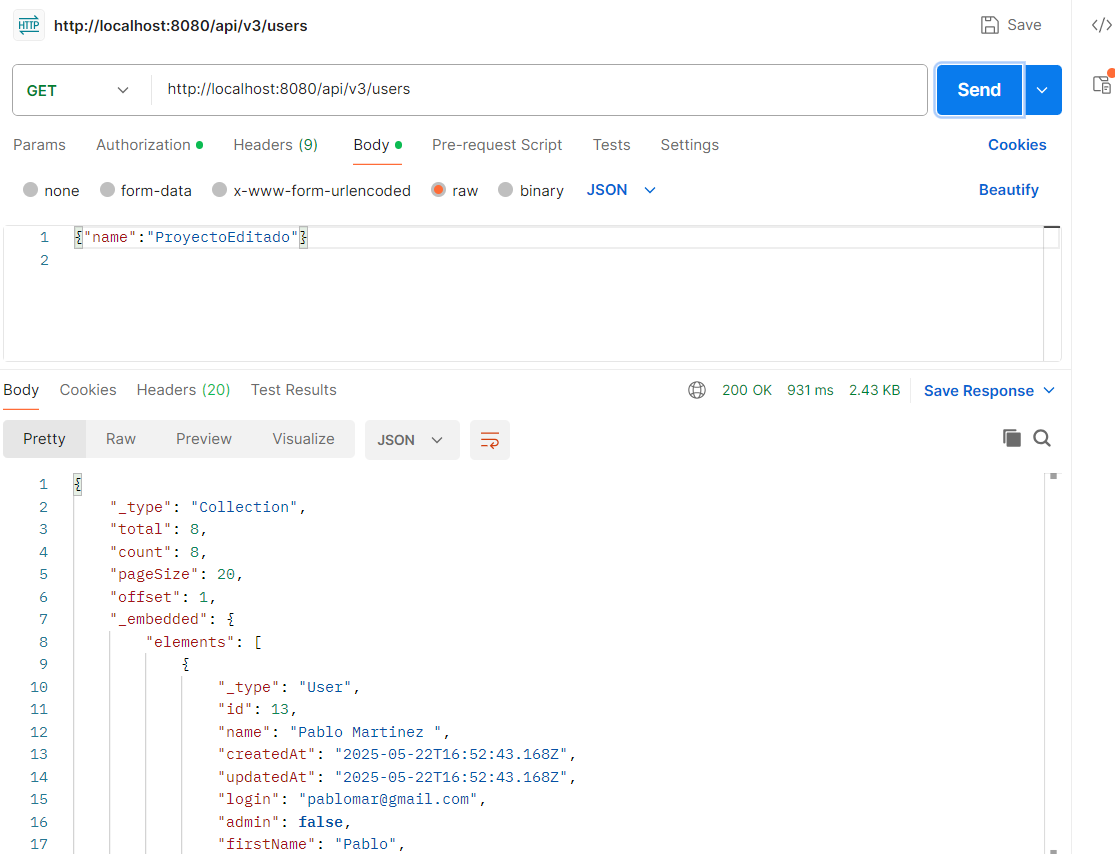 HTTP http://localhost:8080/api/v3/users Save
GET http://localhost:8080/api/v3/users Send
Params Authorization Headers (9) Body Pre-request Script Tests Settings Cookies
none form-data x-www-form-urlencoded raw binary JSON Beautify
1 {"name":"ProyectoEditado"}
2
Body Cookies Headers (20) Test Results 200 OK 931 ms 2.43 KB Save Response
Pretty Raw Preview Visualize JSON
1 {
2 "_type": "Collection",
3 "total": 8,
4 "count": 8,
5 "pageSize": 20,
6 "offset": 1,
7 "_embedded": {
8 "elements": [
9 {
10 "_type": "User",
11 "id": 13,
12 "name": "Pablo Martinez ",
13 "createdAt": "2025-05-22T16:52:43.168Z",
14 "updatedAt": "2025-05-22T16:52:43.168Z",
15 "login": "pablomar@gmail.com",
16 "admin": false,
17 "firstName": "Pablo",